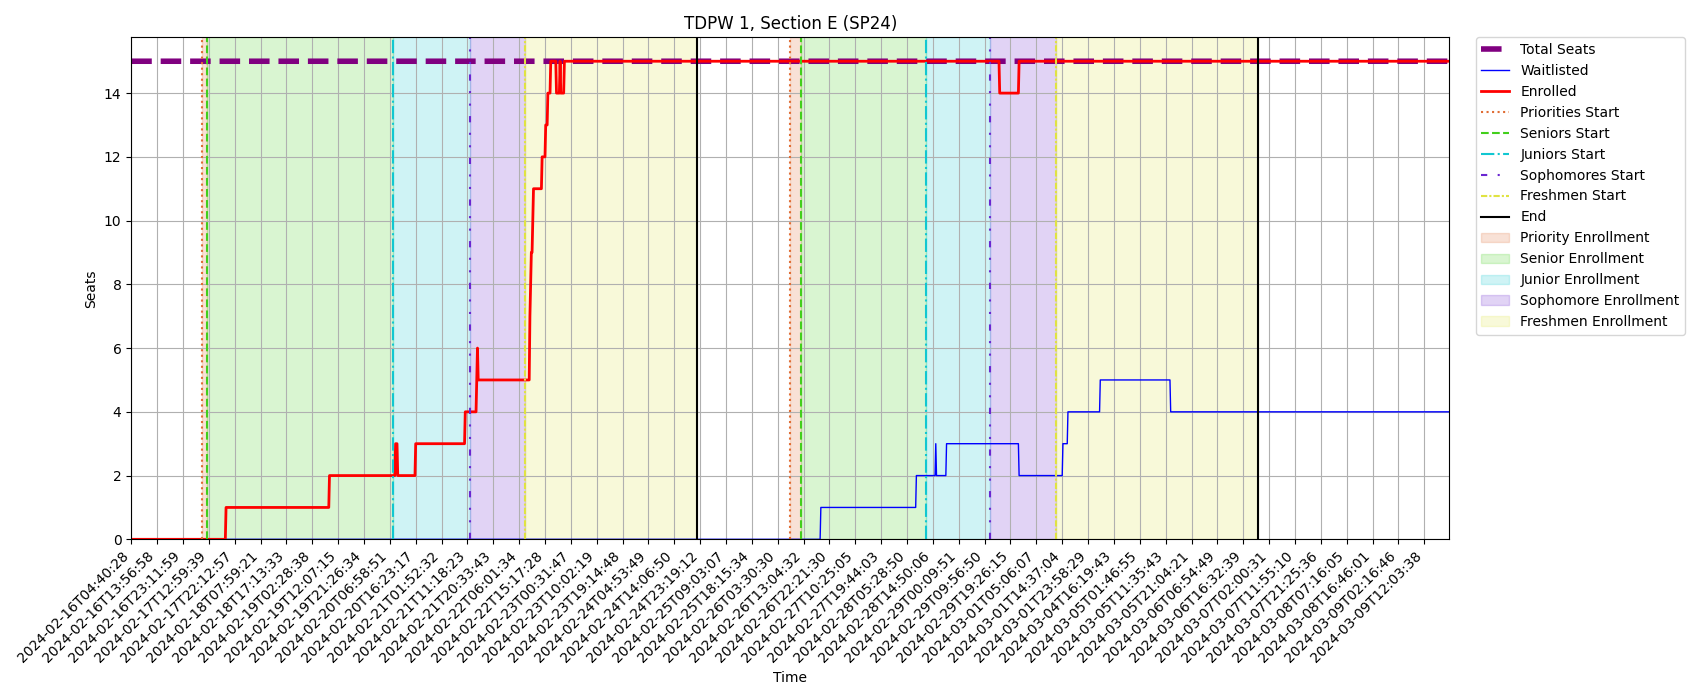 TDPW 1, Section E (SP24)
Seats
14
12
10
8
6
4
2
0
2024-02-16T04:40:28
2024-02-16T13:56:58
2024-02-16T23:11:59
2024-02-17T12:59:39
2024-02-17T22:12:57
2024-02-18T07:59:21
2024-02-18T17:13:33
2024-02-19T02:28:38
2024-02-19T12:07:15
2024-02-19T21:26:34
2024-02-20T06:58:51
2024-02-20T16:23:17
2024-02-21T01:52:32
2024-02-21T11:18:23
2024-02-21T20:33:43
2024-02-22T06:01:34
2024-02-22T15:17:28
2024-02-23T00:31:47
2024-02-23T10:02:19
2024-02-23T19:14:48
2024-02-24T04:53:49
2024-02-24T14:06:50
2024-02-24T23:19:12
2024-02-25T09:03:07
2024-02-25T18:15:34
2024-02-26T03:30:30
2024-02-26T13:04:32
2024-02-26T22:21:30
2024-02-27T10:25:05
2024-02-27T19:44:03
2024-02-28T05:28:50
2024-02-28T14:50:06
2024-02-29T00:09:51
2024-02-29T09:56:50
2024-02-29T19:26:15
2024-03-01T05:06:07
2024-03-01T14:37:04
2024-03-01T23:58:29
2024-03-04T16:19:43
2024-03-05T01:46:55
2024-03-05T11:35:43
2024-03-05T21:04:21
2024-03-06T06:54:49
2024-03-06T16:32:39
2024-03-07T02:00:31
2024-03-07T11:55:10
2024-03-07T21:25:36
2024-03-08T07:16:05
2024-03-08T16:46:01
2024-03-09T02:16:46
2024-03-09T12:03:38
Time
Total Seats
Waitlisted
Enrolled
Priorities Start
Seniors Start
Juniors Start
Sophomores Start
Freshmen Start
End
Priority Enrollment
Senior Enrollment
Junior Enrollment
Sophomore Enrollment
Freshmen Enrollment